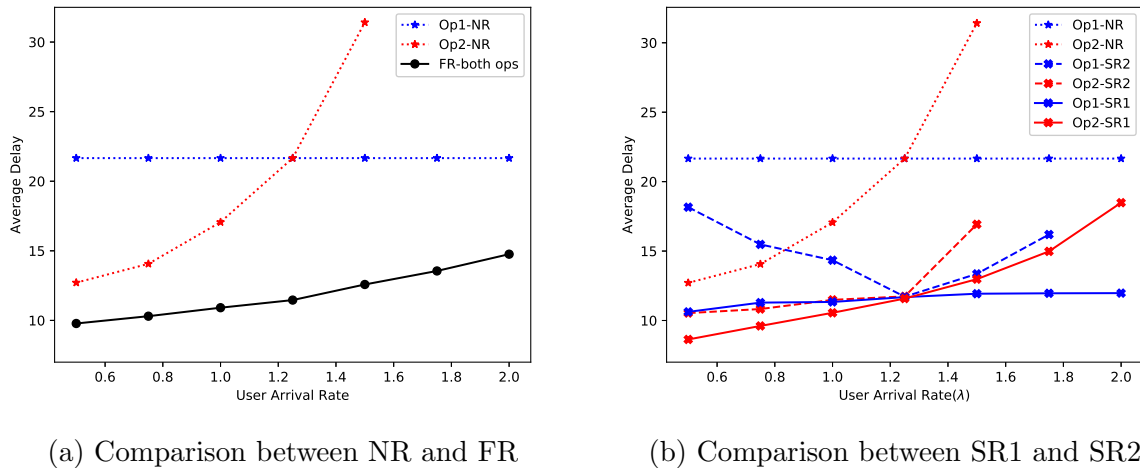 Op1-NR
Op2-NR
FR-both ops
30
25
20
15
10
Average Delay
0.6 0.8 1.0 1.2 1.4 1.6 1.8 2.0
User Arrival Rate
(a) Comparison between NR and FR
Op1-NR
Op2-NR
Op1-SR2
Op2-SR2
Op1-SR1
Op2-SR1
30
25
20
15
10
Average Delay
0.6 0.8 1.0 1.2 1.4 1.6 1.8 2.0
User Arrival Rate(λ)
(b) Comparison between SR1 and SR2